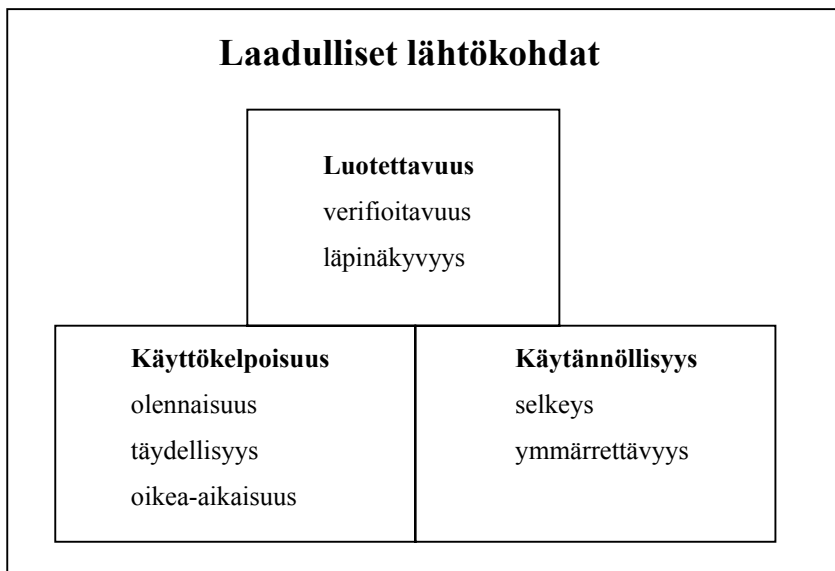 Laadulliset lähtökohdat
Luotettavuus
verifioitavuus
läpinäkyvyys
Käyttökelpoisuus
olennaisuus
täydellisyys
oikea-aikaisuus
Käytännöllisyys
selkeys
ymmärrettävyys